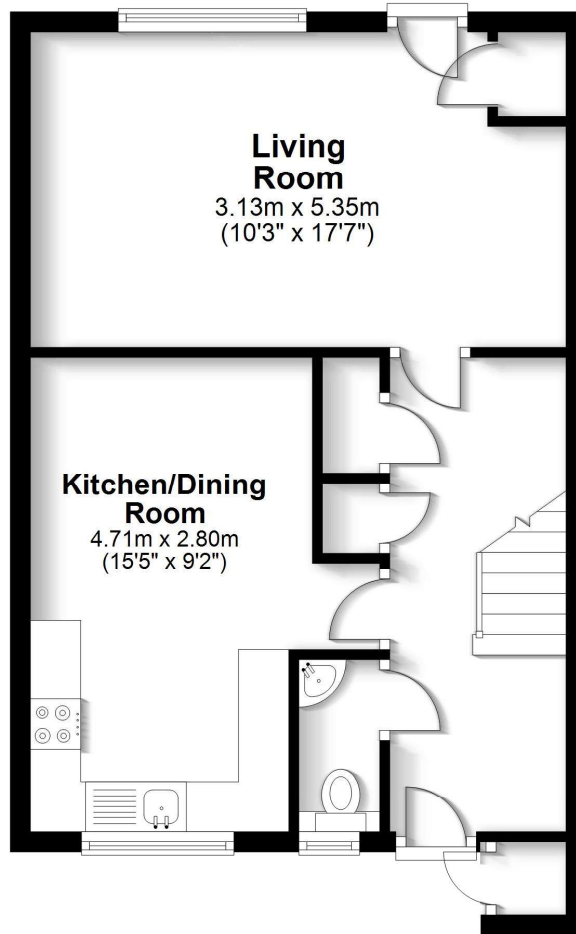 Living
Room
3.13m x 5.35m
(10'3" x 17'7")
Kitchen/Dining
Room
4.71m x 2.80m
(15'5" x 9'2")